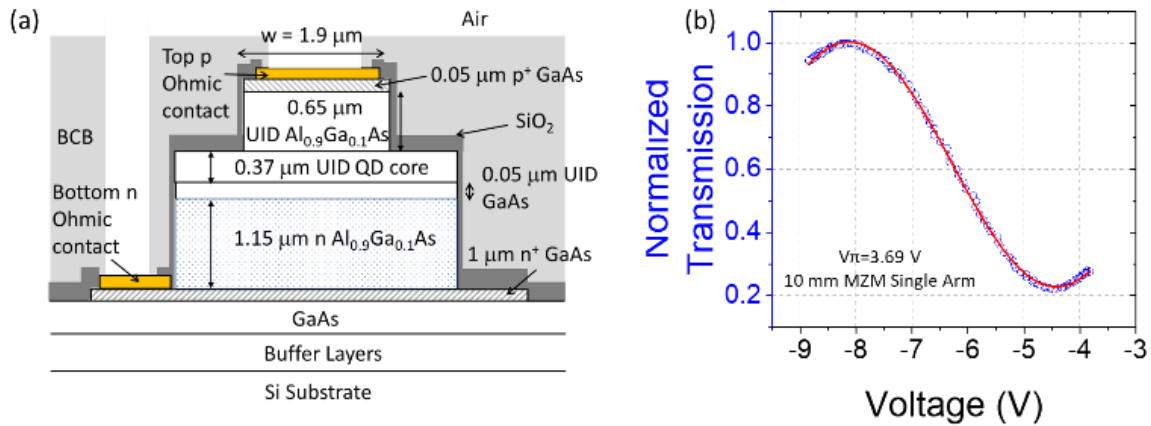 (a)
Air
w = 1.9 μm
Top p
Ohmic
contact
0.05 μm p⁺ GaAs
0.65 μm
UID Al₀.₉Ga₀.₁As
SiO₂
BCB
0.37 μm UID QD core
0.05 μm UID
GaAs
Bottom n
Ohmic
contact
1.15 μm n Al₀.₉Ga₀.₁As
1 μm n⁺ GaAs
GaAs
Buffer Layers
Si Substrate
(b)
Normalized
Transmission
1.0
0.8
0.6
0.4
0.2
Vπ=3.69 V
10 mm MZM Single Arm
-9 -8 -7 -6 -5 -4 -3
Voltage (V)